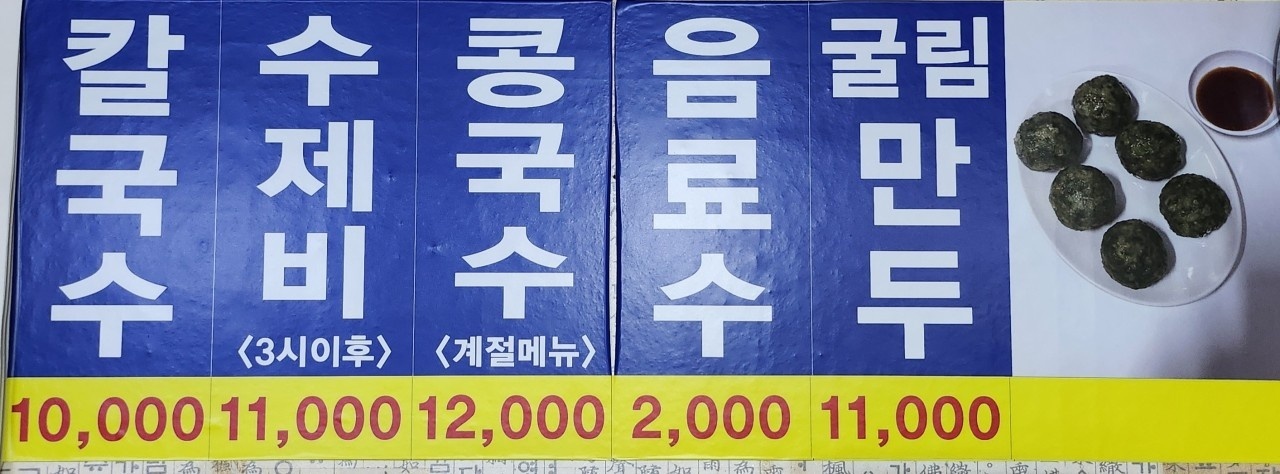 칼국수
10,000
수제비
<3시이후>
11,000
콩국수
<계절메뉴>
12,000
음료수
2,000
굴림만두
11,000